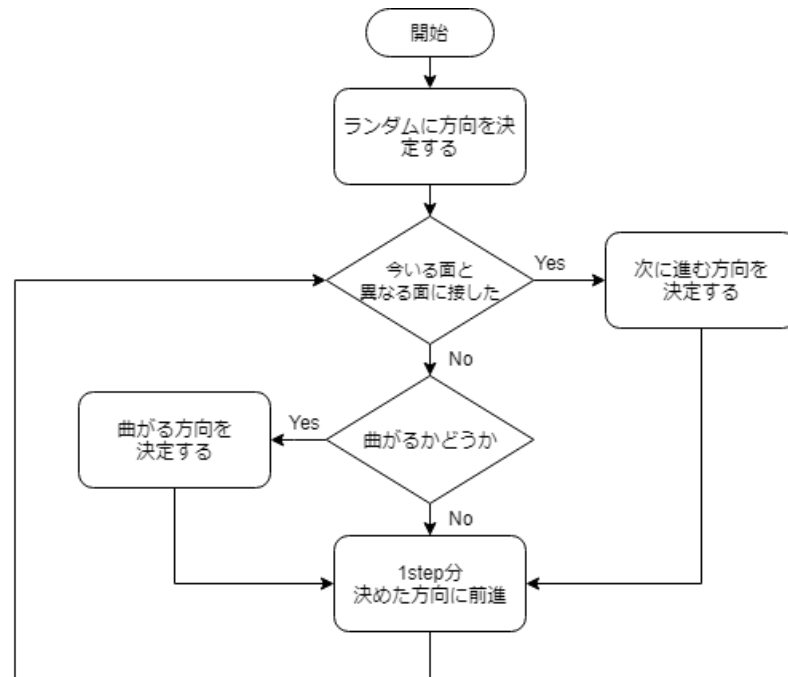 開始
ランダムに方向を決
定する
今いる面と
異なる面に接した
Yes
次に進む方向を
決定する
No
曲がる方向を
決定する
Yes
曲がるかどうか
No
1step分
決めた方向に前進